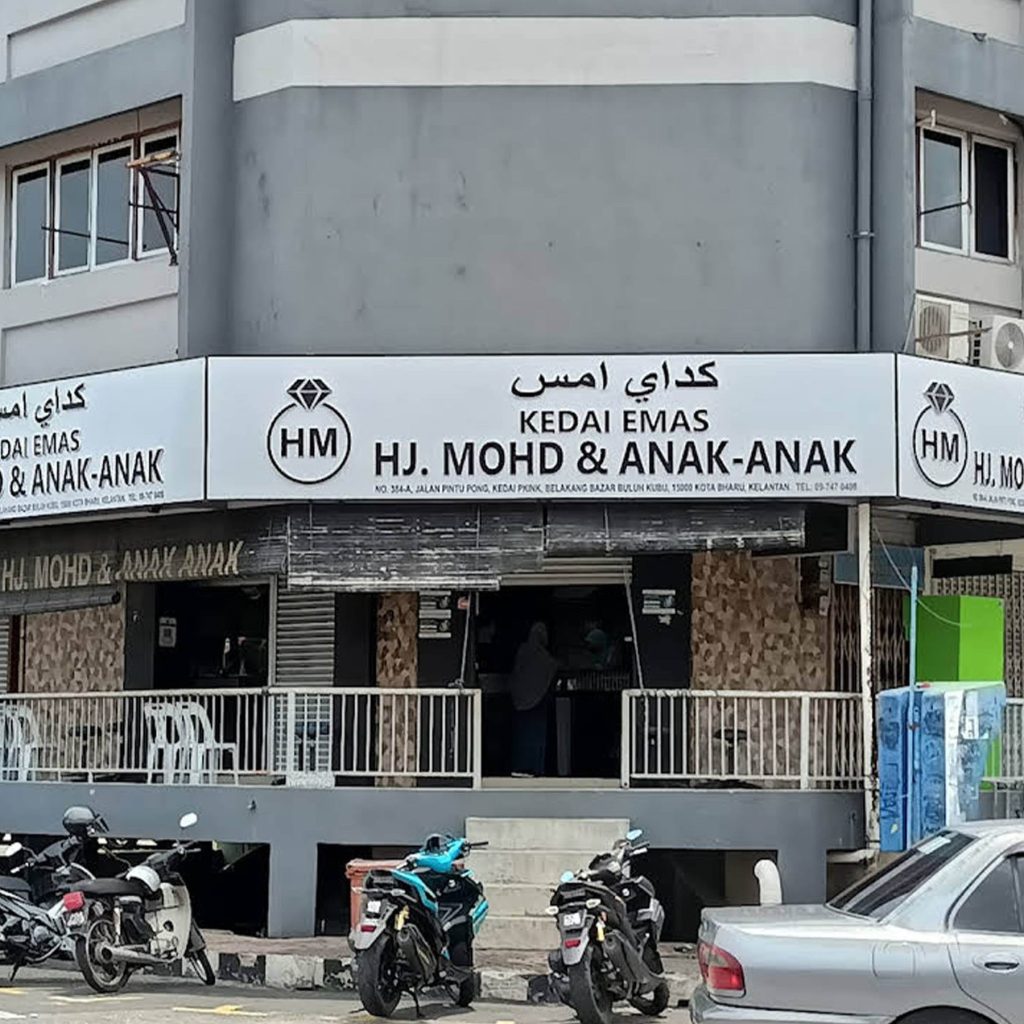 كداي امس
KEDAI EMAS
HM
HJ. MOHD & ANAK-ANAK
NO. 384-A, JALAN PINTU PONG, KEDAI PKINK, BELAKANG BAZAR BULUH KUBU, 15000 KOTA BHARU, KELANTAN. TEL: 09-747 0406
كداي امس
DAI EMAS
& ANAK-ANAK
HM
HJ. MO
HJ. MOHD & ANAK ANAK